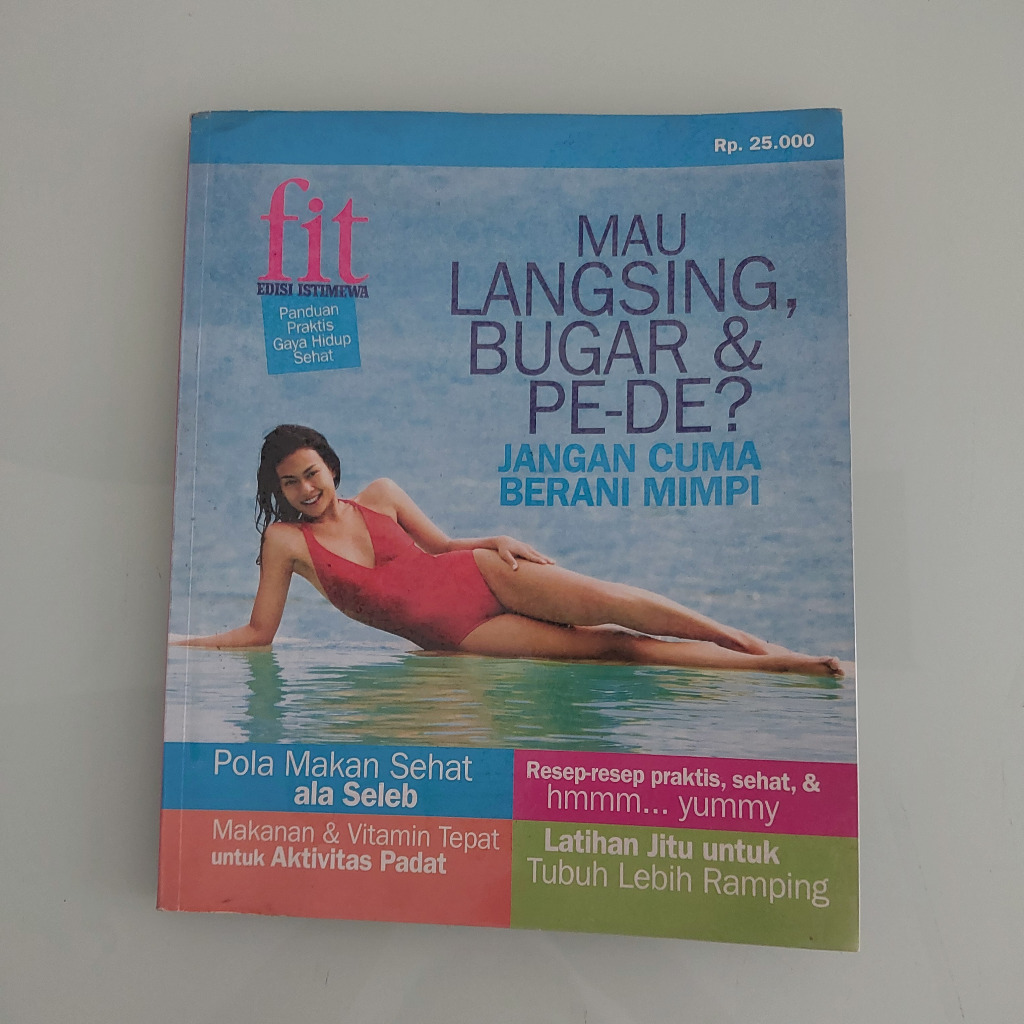 Rp. 25.000
fit
EDISI ISTIMEWA
Panduan
Praktis
Gaya Hidup
Sehat
MAU
LANGSING,
BUGAR &
PE-DE?
JANGAN CUMA
BERANI MIMPI
Pola Makan Sehat
ala Seleb
Resep-resep praktis, sehat, &
hmmm... yummy
Makanan & Vitamin Tepat
untuk Aktivitas Padat
Latihan Jitu untuk
Tubuh Lebih Ramping